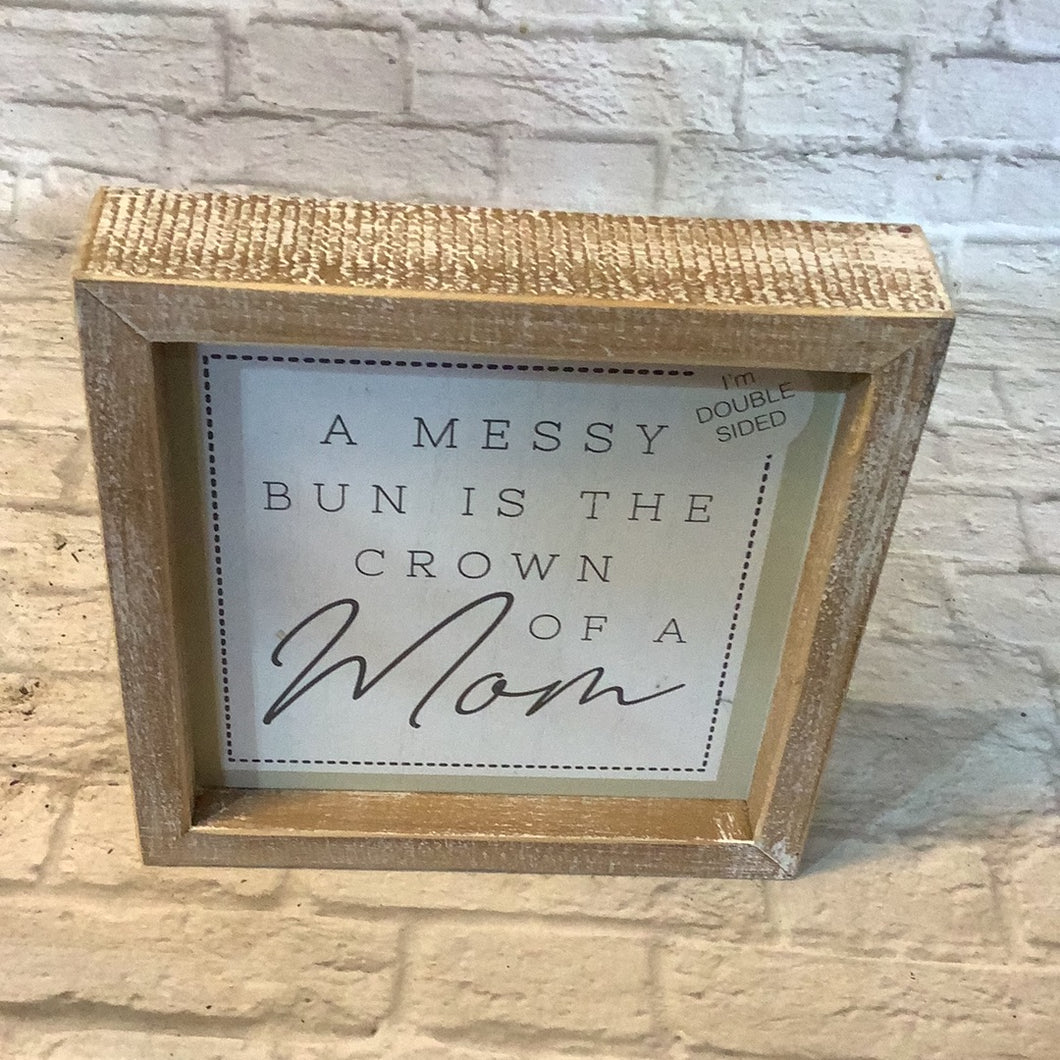 I'm
DOUBLE
SIDED
A MESSY
BUN IS THE
CROWN
OF A
Mom